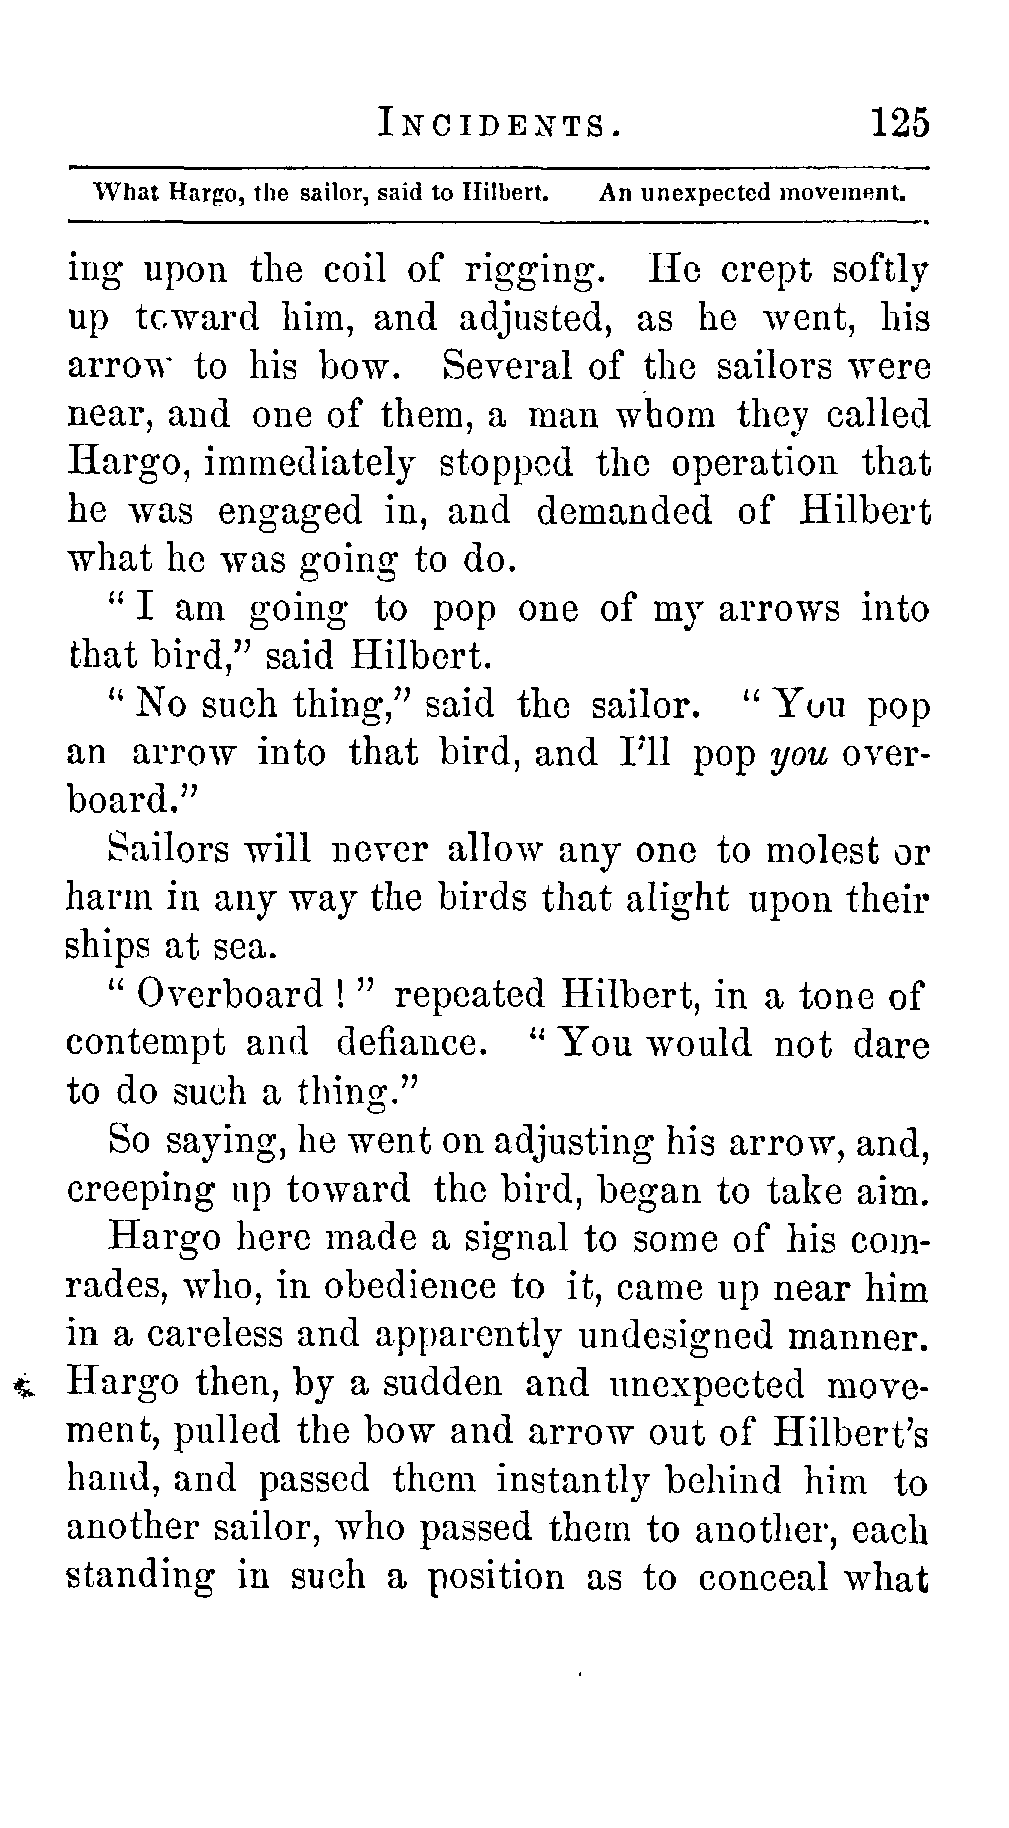 INCIDENTS. 125
What Hargo, the sailor, said to Hilbert. An unexpected movement.
ing upon the coil of rigging. He crept softly
up toward him, and adjusted, as he went, his
arrow to his bow. Several of the sailors were
near, and one of them, a man whom they called
Hargo, immediately stopped the operation that
he was engaged in, and demanded of Hilbert
what he was going to do.
“I am going to pop one of my arrows into
that bird,” said Hilbert.
“No such thing,” said the sailor. “You pop
an arrow into that bird, and I’ll pop you over-
board.”
Sailors will never allow any one to molest or
harm in any way the birds that alight upon their
ships at sea.
“Overboard!” repeated Hilbert, in a tone of
contempt and defiance. “You would not dare
to do such a thing.”
So saying, he went on adjusting his arrow, and,
creeping up toward the bird, began to take aim.
Hargo here made a signal to some of his com-
rades, who, in obedience to it, came up near him
in a careless and apparently undesigned manner.
Hargo then, by a sudden and unexpected move-
ment, pulled the bow and arrow out of Hilbert’s
hand, and passed them instantly behind him to
another sailor, who passed them to another, each
standing in such a position as to conceal what